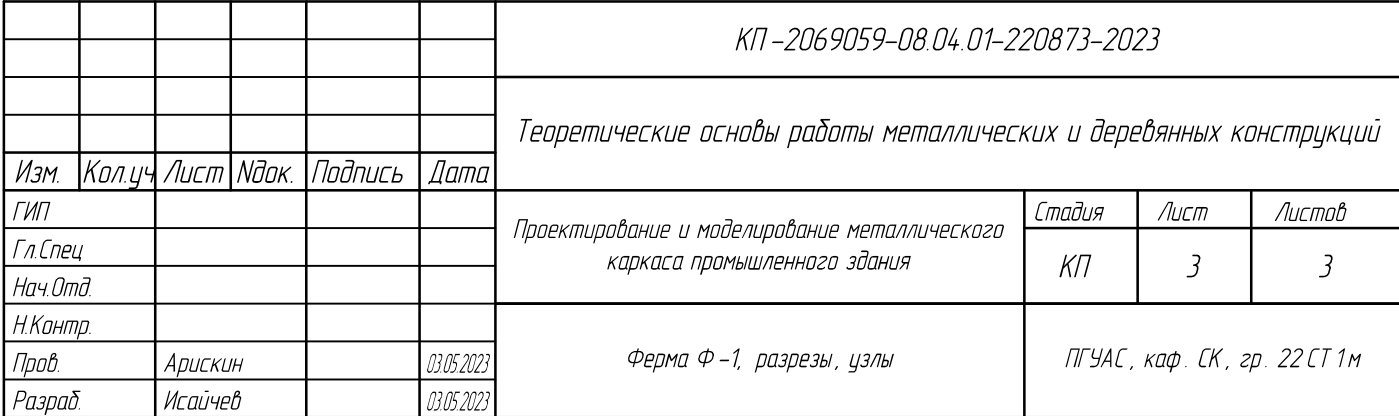 КП-2069059-08.04.01-220873-2023
Теоретические основы работы металлических и деревянных конструкций
Изм. Кол.уч Лист Nдок. Подпись Дата
ГИП
Гл.Спец
Нач.Отд.
Н.Контр.
Пров. Арискин 03.05.2023
Разраб. Исайчев 03.05.2023
Проектирование и моделирование металлического
каркаса промышленного здания
Стадия Лист Листов
КП 3 3
Ферма Ф-1, разрезы, узлы
ПГУАС, каф. СК, гр. 22СТ1м